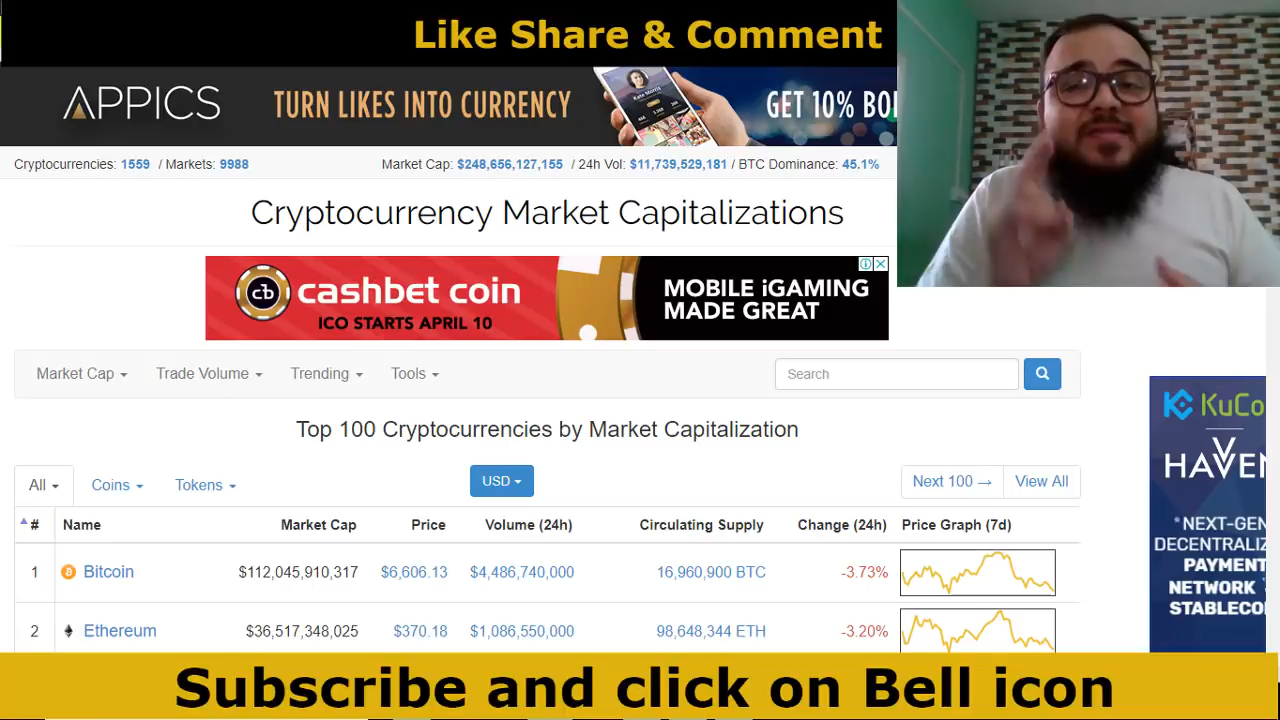 Like Share & Comment
APPICS TURN LIKES INTO CURRENCY GET 10%
Cryptocurrencies: 1559 / Markets: 9988 Market Cap: $248,656,127,155 / 24h Vol: $11,739,529,181 / BTC Dominance: 45.1%
Cryptocurrency Market Capitalizations
cb cashbet coin MOBILE iGAMING
ICO STARTS APRIL 10 MADE GREAT
Market Cap Trade Volume Trending Tools Search
KuCo
Top 100 Cryptocurrencies by Market Capitalization
HAVEN
All Coins Tokens USD Next 100 → View All
# Name Market Cap Price Volume (24h) Circulating Supply Change (24h) Price Graph (7d)
*NEXT-GEN
DECENTRALIZ
1 Bitcoin $112,045,910,317 $6,606.13 $4,486,740,000 16,960,900 BTC -3.73%
PAYMENT
NETWORK
STABLECO
2 Ethereum $36,517,348,025 $370.18 $1,086,550,000 98,648,344 ETH -3.20%
Subscribe and click on Bell icon